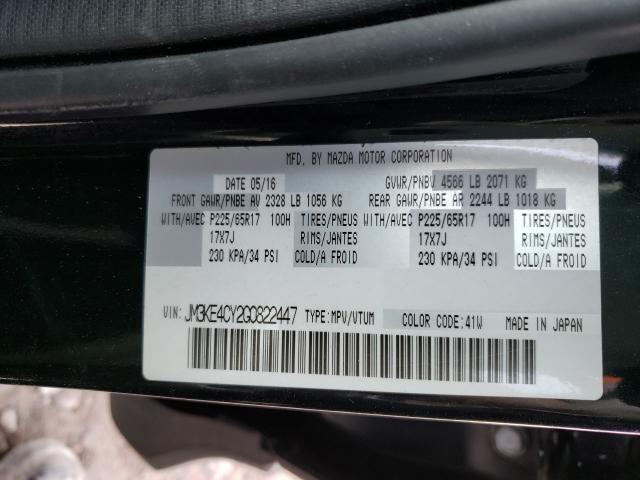 MFD. BY MAZDA MOTOR CORPORATION
DATE 05/16 GVWR/PNBV 4566 LB 2071 KG
FRONT GAWR/PNBE AV 2328 LB 1056 KG REAR GAWR/PNBE AR 2244 LB 1018 KG
WITH/AVEC P225/65R17 100H TIRES/PNEUS WITH/AVEC P225/65R17 100H TIRES/PNEUS
17X7J RIMS/JANTES 17X7J RIMS/JANTES
230 KPA/34 PSI COLD/A FROID 230 KPA/34 PSI COLD/A FROID
VIN: JM3KE4CY2G0822447 TYPE:MPV/VTUM COLOR CODE:41W MADE IN JAPAN